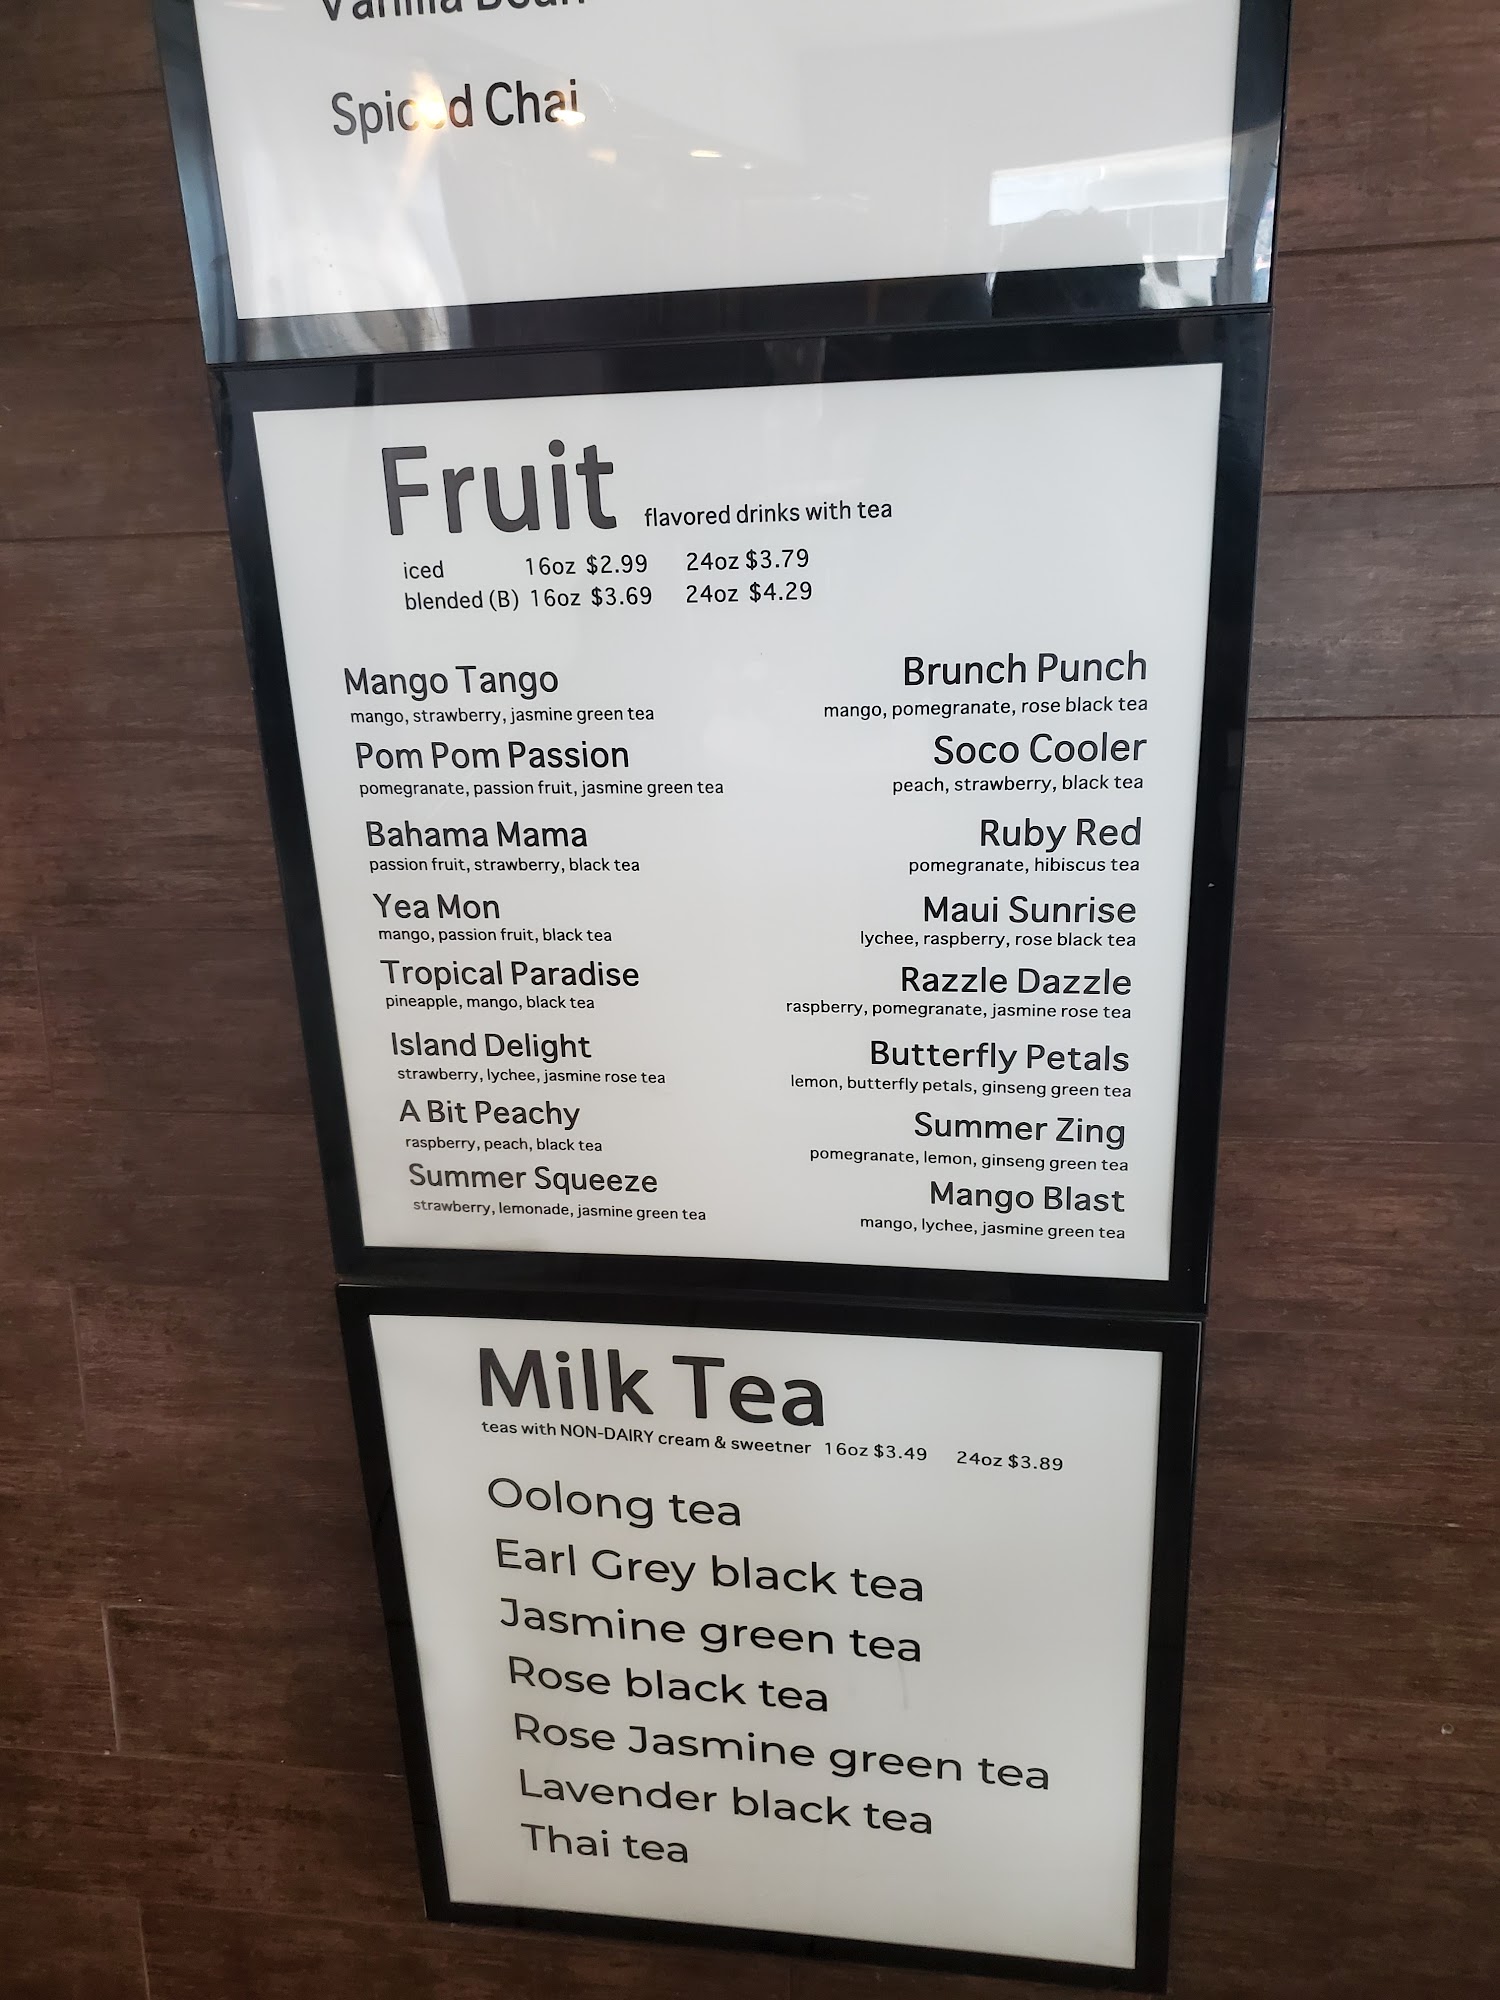 Vanilla Bean
Spiced Chai
Fruit flavored drinks with tea
iced 16oz $2.99 24oz $3.79
blended (B) 16oz $3.69 24oz $4.29
Mango Tango
mango, strawberry, jasmine green tea
Pom Pom Passion
pomegranate, passion fruit, jasmine green tea
Bahama Mama
passion fruit, strawberry, black tea
Yea Mon
mango, passion fruit, black tea
Tropical Paradise
pineapple, mango, black tea
Island Delight
strawberry, lychee, jasmine rose tea
A Bit Peachy
raspberry, peach, black tea
Summer Squeeze
strawberry, lemonade, jasmine green tea
Brunch Punch
mango, pomegranate, rose black tea
Soco Cooler
peach, strawberry, black tea
Ruby Red
pomegranate, hibiscus tea
Maui Sunrise
lychee, raspberry, rose black tea
Razzle Dazzle
raspberry, pomegranate, jasmine rose tea
Butterfly Petals
lemon, butterfly petals, ginseng green tea
Summer Zing
pomegranate, lemon, ginseng green tea
Mango Blast
mango, lychee, jasmine green tea
Milk Tea
teas with NON-DAIRY cream & sweetner 16oz $3.49 24oz $3.89
Oolong tea
Earl Grey black tea
Jasmine green tea
Rose black tea
Rose Jasmine green tea
Lavender black tea
Thai tea